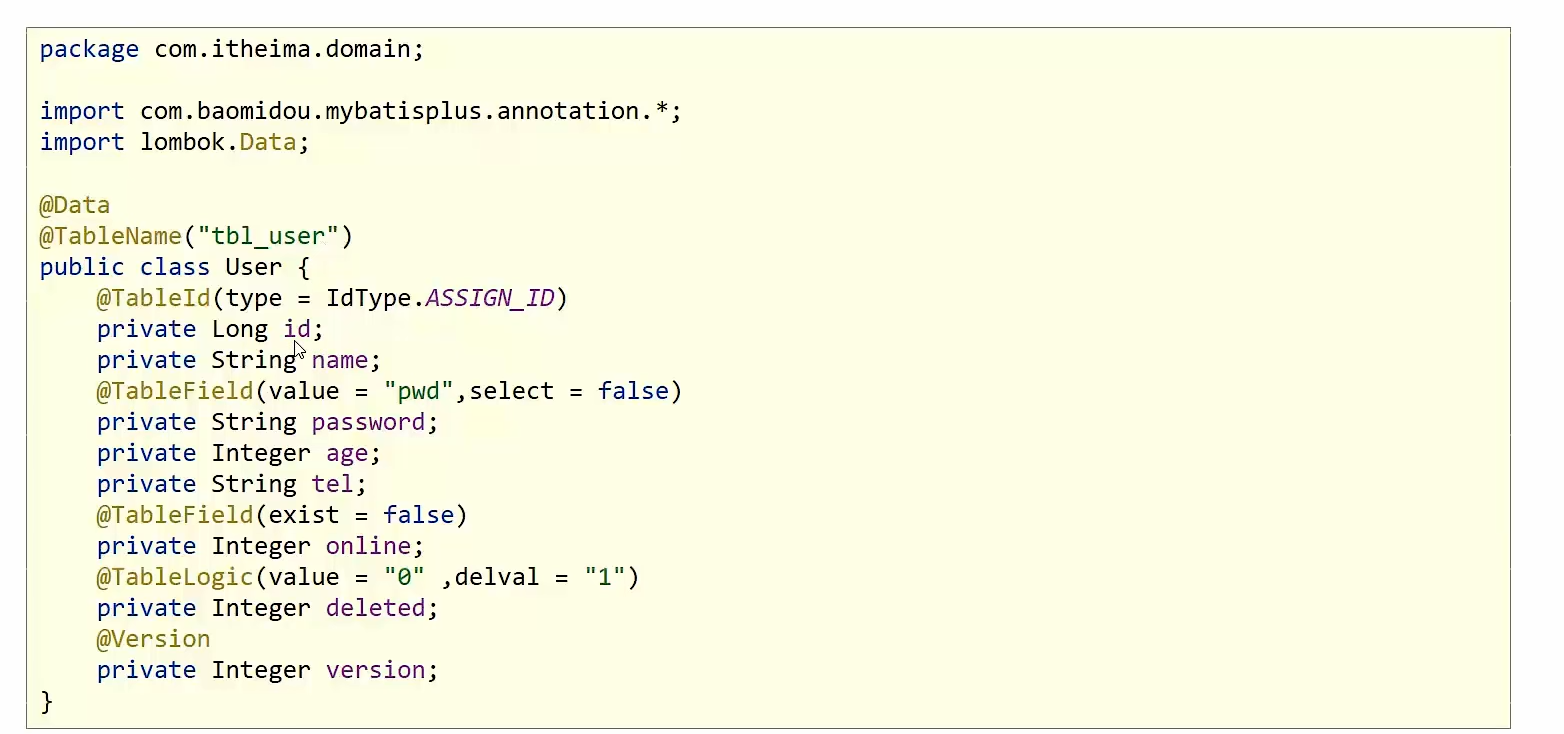 package com.itheima.domain;
import com.baomidou.mybatisplus.annotation.*;
import lombok.Data;
@Data
@TableName("tbl_user")
public class User {
    @TableId(type = IdType.ASSIGN_ID)
    private Long id;
    private String name;
    @TableField(value = "pwd",select = false)
    private String password;
    private Integer age;
    private String tel;
    @TableField(exist = false)
    private Integer online;
    @TableLogic(value = "0" ,delval = "1")
    private Integer deleted;
    @Version
    private Integer version;
}